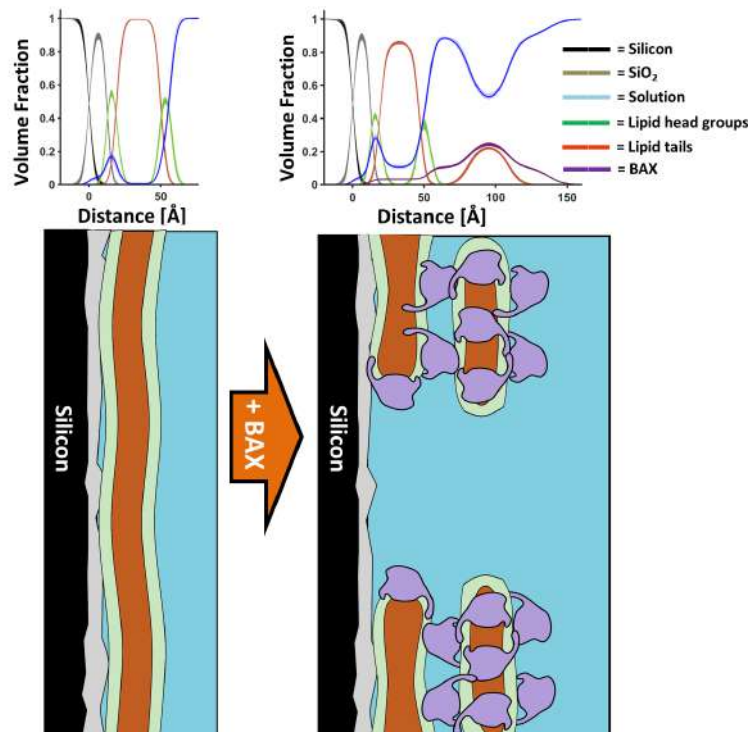 Volume Fraction
1
0.8
0.6
0.4
0.2
0
0
50
Distance [Å]
Volume Fraction
1
0.8
0.6
0.4
0.2
0
0
50
100
150
Distance [Å]
= Silicon
= SiO₂
= Solution
= Lipid head groups
= Lipid tails
= BAX
Silicon
+ BAX
Silicon